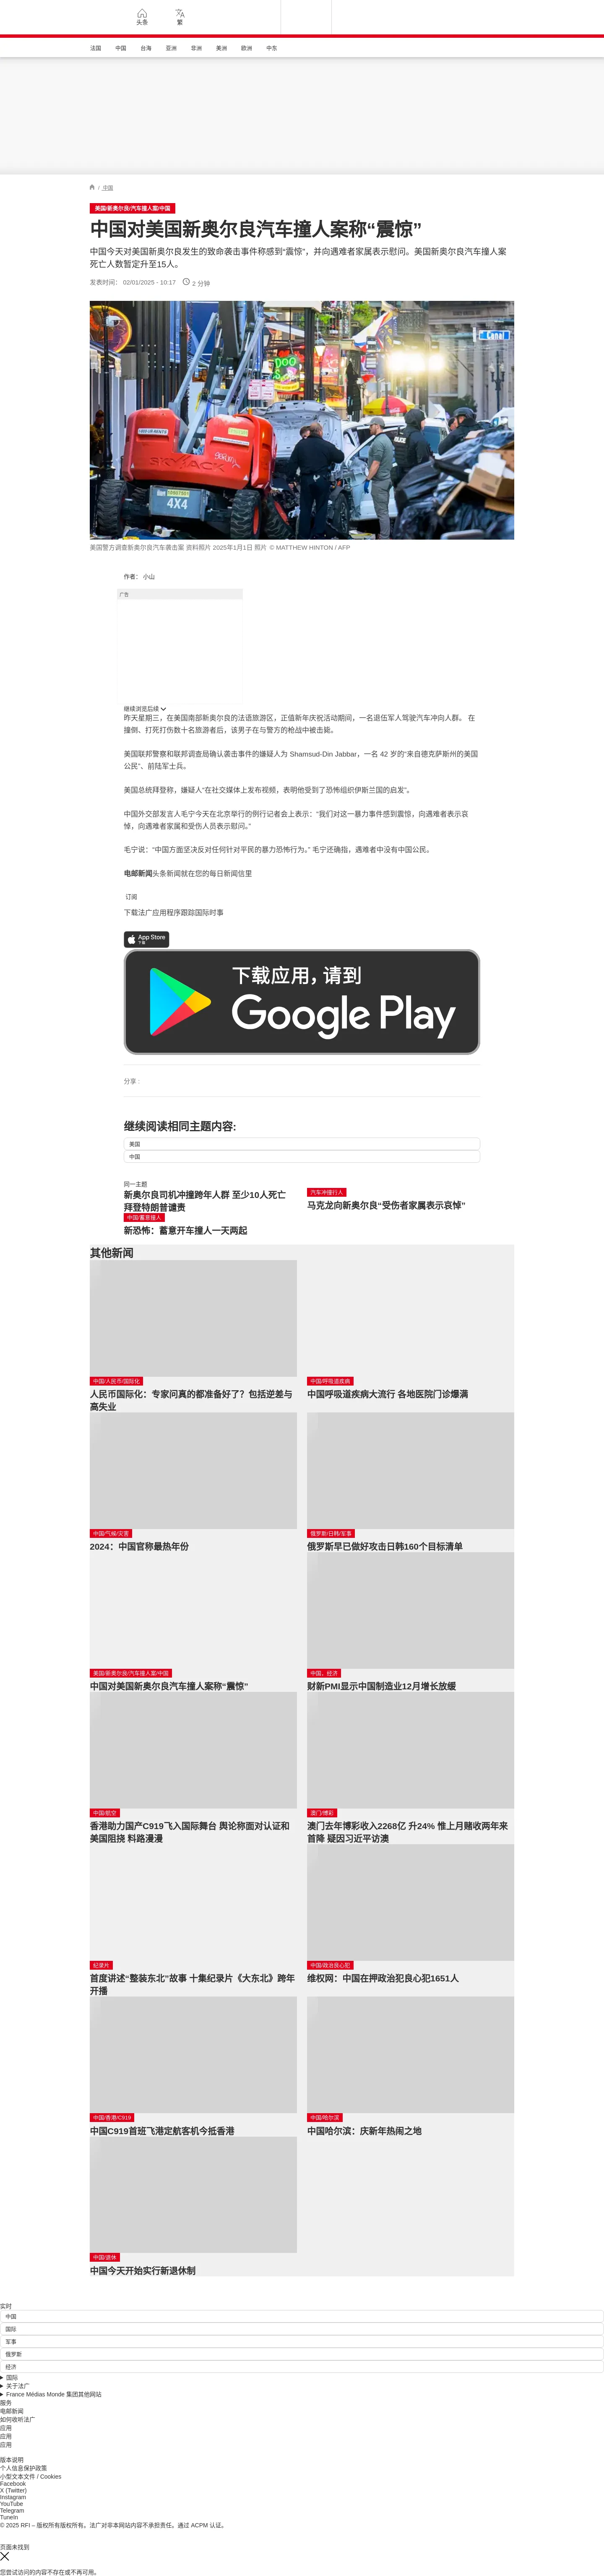 头条
繁
法国
中国
台海
亚洲
非洲
美洲
欧洲
中东
/ 中国
美国/新奥尔良/汽车撞人案/中国
中国对美国新奥尔良汽车撞人案称“震惊”
中国今天对美国新奥尔良发生的致命袭击事件称感到“震惊”，并向遇难者家属表示慰问。美国新奥尔良汽车撞人案
死亡人数暂定升至15人。
发表时间： 02/01/2025 - 10:17
2 分钟
Canal
SKYJACK
4X4
POLICE
美国警方调查新奥尔良汽车袭击案 资料照片 2025年1月1日 照片 © MATTHEW HINTON / AFP
作者： 小山
广告
继续浏览后续
昨天星期三，在美国南部新奥尔良的法语旅游区，正值新年庆祝活动期间，一名退伍军人驾驶汽车冲向人群。 在
撞倒、打死打伤数十名旅游者后，该男子在与警方的枪战中被击毙。
美国联邦警察和联邦调查局确认袭击事件的嫌疑人为 Shamsud-Din Jabbar，一名 42 岁的“来自德克萨斯州的美国
公民”、前陆军士兵。
美国总统拜登称，嫌疑人“在社交媒体上发布视频，表明他受到了恐怖组织伊斯兰国的启发”。
中国外交部发言人毛宁今天在北京举行的例行记者会上表示：“我们对这一暴力事件感到震惊，向遇难者表示哀
悼，向遇难者家属和受伤人员表示慰问。”
毛宁说：“中国方面坚决反对任何针对平民的暴力恐怖行为。” 毛宁还确指，遇难者中没有中国公民。
电邮新闻头条新闻就在您的每日新闻信里
订阅
下载法广应用程序跟踪国际时事
App Store
下载
下载应用，请到
Google Play
分享 :
继续阅读相同主题内容:
美国
中国
同一主题
新奥尔良司机冲撞跨年人群 至少10人死亡
拜登特朗普谴责
汽车冲撞行人
马克龙向新奥尔良“受伤者家属表示哀悼”
中国/蓄意撞人
新恐怖：蓄意开车撞人一天两起
其他新闻
中国/人民币/国际化
人民币国际化：专家问真的都准备好了？包括逆差与
高失业
中国/呼吸道疾病
中国呼吸道疾病大流行 各地医院门诊爆满
中国/气候/灾害
2024：中国官称最热年份
俄罗斯/日韩/军事
俄罗斯早已做好攻击日韩160个目标清单
美国/新奥尔良/汽车撞人案/中国
中国对美国新奥尔良汽车撞人案称“震惊”
中国、经济
财新PMI显示中国制造业12月增长放缓
中国/航空
香港助力国产C919飞入国际舞台 舆论称面对认证和
美国阻挠 料路漫漫
澳门/博彩
澳门去年博彩收入2268亿 升24% 惟上月赌收两年来
首降 疑因习近平访澳
纪录片
首度讲述“整装东北”故事 十集纪录片《大东北》跨年
开播
中国/政治良心犯
维权网：中国在押政治犯良心犯1651人
中国/香港/C919
中国C919首班飞港定航客机今抵香港
中国/哈尔滨
中国哈尔滨：庆新年热闹之地
中国/退休
中国今天开始实行新退休制
实时
中国
国际
军事
俄罗斯
经济
国际
关于法广
France Médias Monde 集团其他网站
服务
电邮新闻
如何收听法广
应用
应用
应用
版本说明
个人信息保护政策
小型文本文件 / Cookies
Facebook
X (Twitter)
Instagram
YouTube
Telegram
TuneIn
© 2025 RFI – 版权所有版权所有。法广对非本网站内容不承担责任。通过 ACPM 认证。
页面未找到
您尝试访问的内容不存在或不再可用。